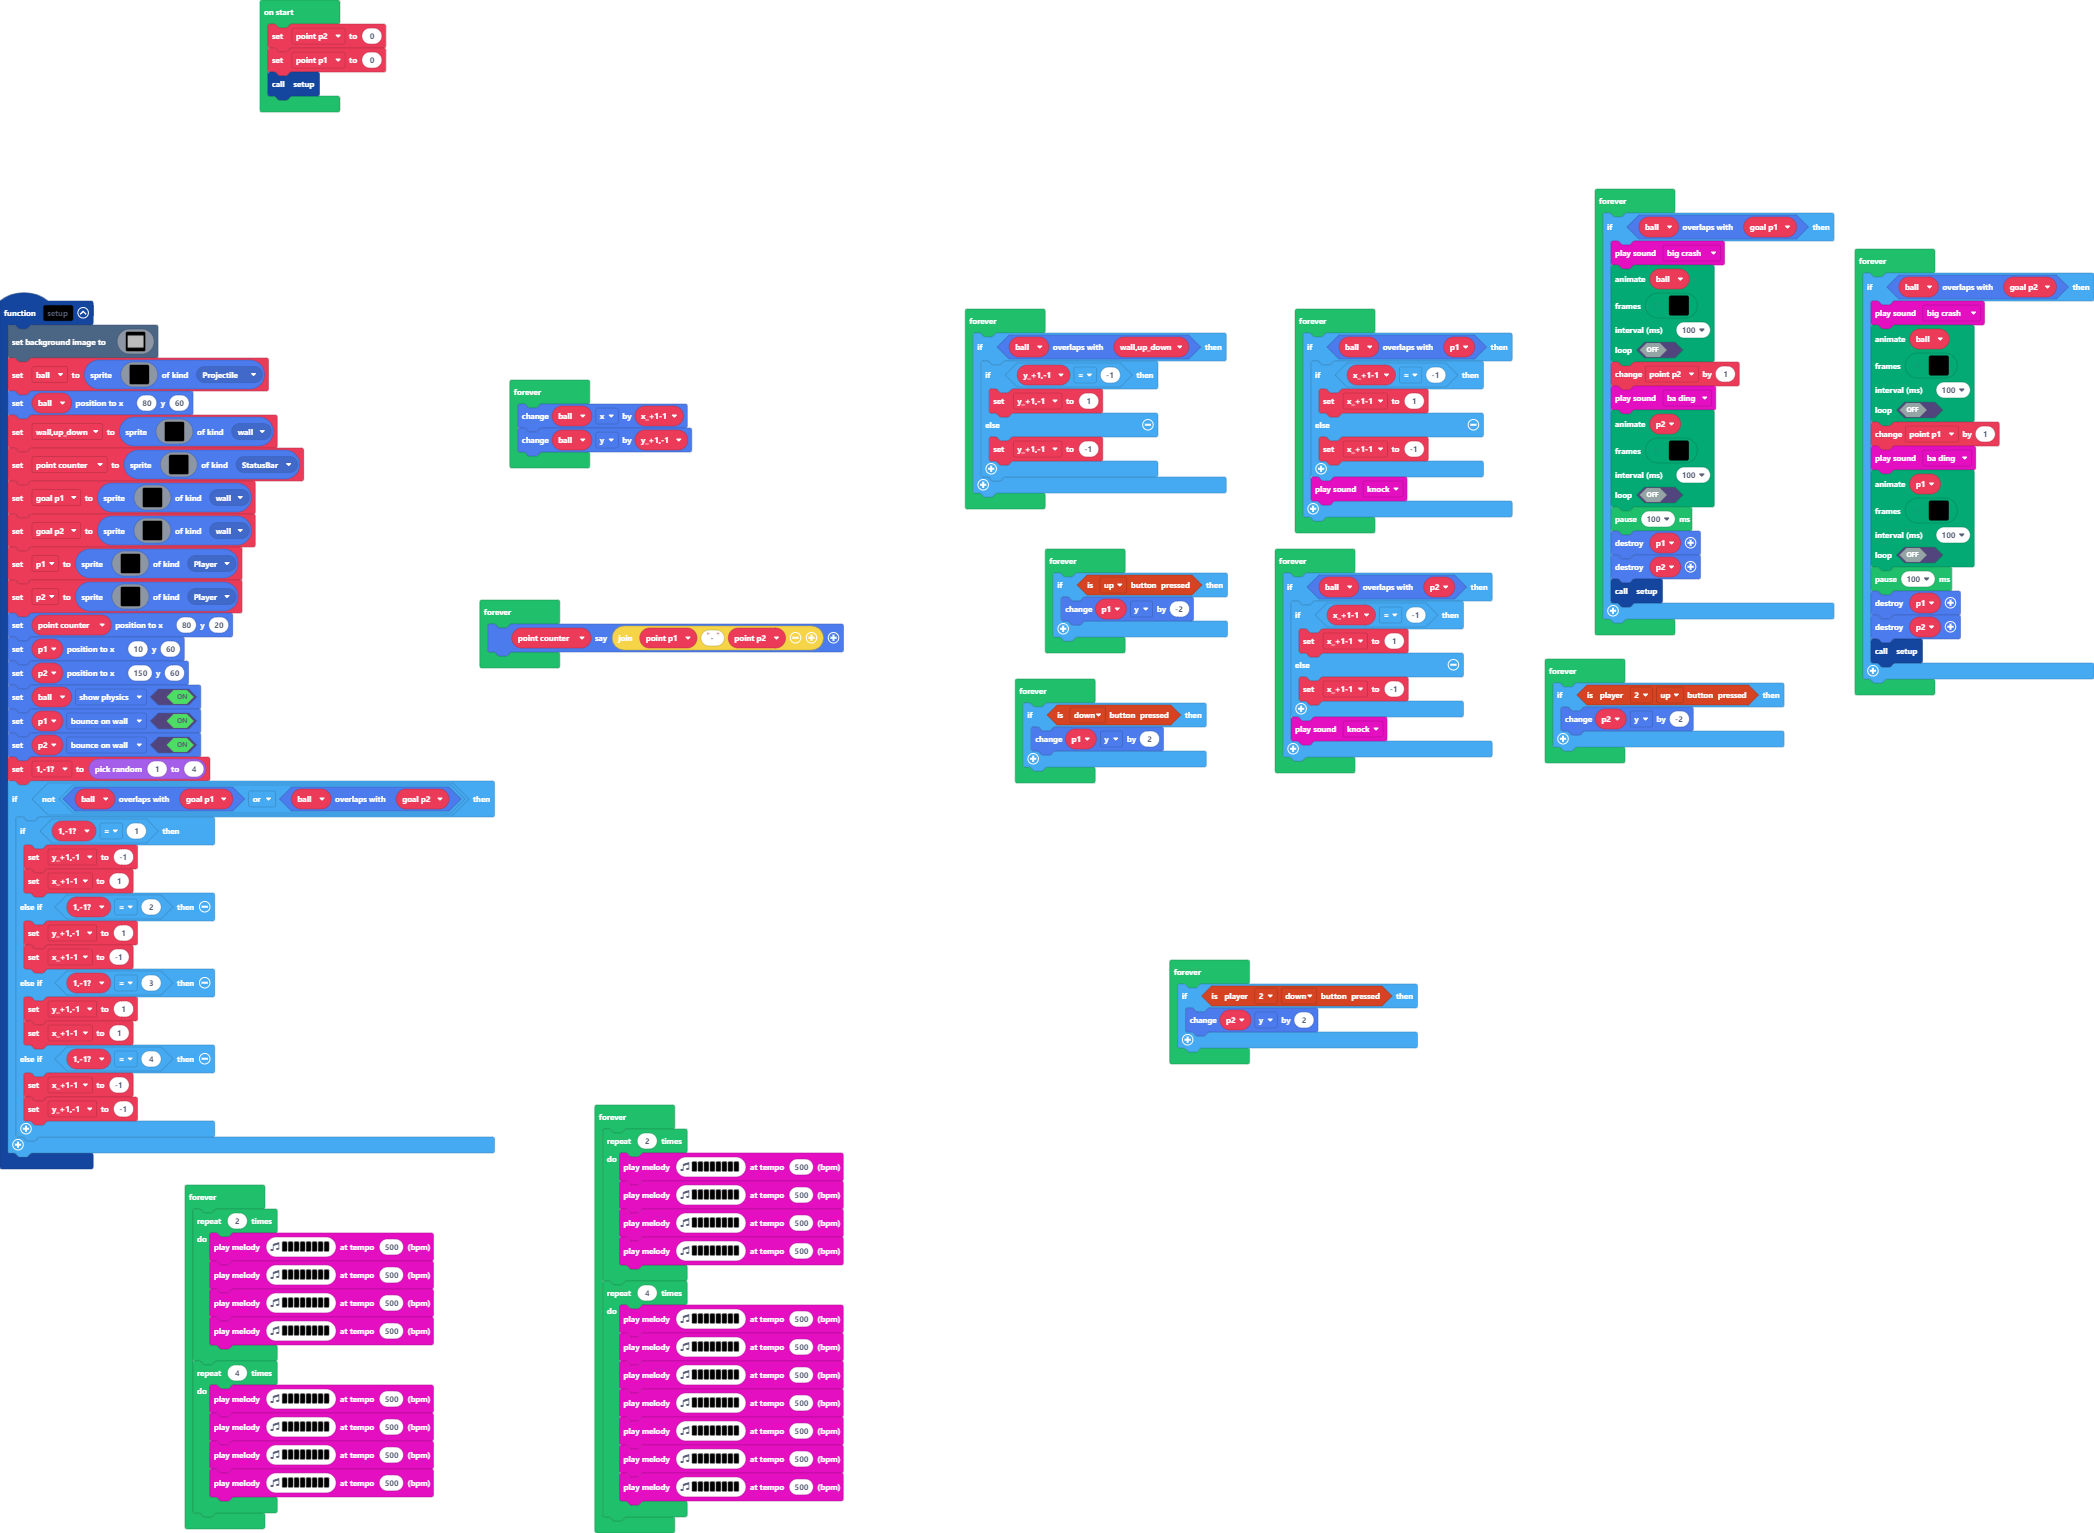 on start
set point p2 to 0
set point p1 to 0
call setup
function setup
set background image to
set ball to sprite of kind Projectile
set ball position to x 80 y 60
set wall,up_down to sprite of kind wall
set point counter to sprite of kind StatusBar
set goal p1 to sprite of kind wall
set goal p2 to sprite of kind wall
set p1 to sprite of kind Player
set p2 to sprite of kind Player
set point counter position to x 80 y 20
set p1 position to x 10 y 60
set p2 position to x 150 y 60
set ball show physics ON
set p1 bounce on wall ON
set p2 bounce on wall ON
set 1,-1? to pick random 1 to 4
if not ball overlaps with goal p1 or ball overlaps with goal p2 then
if 1,-1? = 1 then
set y_+1,-1 to -1
set x_+1-1 to 1
else if 1,-1? = 2 then
set y_+1,-1 to 1
set x_+1-1 to -1
else if 1,-1? = 3 then
set y_+1,-1 to 1
set x_+1-1 to 1
else if 1,-1? = 4 then
set x_+1-1 to -1
set y_+1,-1 to -1
forever
change ball x by x_+1-1
change ball y by y_+1,-1
forever
point counter say join point p1 "-" point p2
forever
if ball overlaps with wall,up_down then
if y_+1,-1 = -1 then
set y_+1,-1 to 1
else
set y_+1,-1 to -1
forever
if ball overlaps with p1 then
if x_+1-1 = -1 then
set x_+1-1 to 1
else
set x_+1-1 to -1
play sound knock
forever
if is up button pressed then
change p1 y by -2
forever
if is down button pressed then
change p1 y by 2
forever
if ball overlaps with p2 then
if x_+1-1 = -1 then
set x_+1-1 to 1
else
set x_+1-1 to -1
play sound knock
forever
if ball overlaps with goal p1 then
play sound big crash
animate ball
frames
interval (ms) 100
loop OFF
change point p2 by 1
play sound ba ding
animate p2
frames
interval (ms) 100
loop OFF
pause 100 ms
destroy p1
destroy p2
call setup
forever
if ball overlaps with goal p2 then
play sound big crash
animate ball
frames
interval (ms) 100
loop OFF
change point p1 by 1
play sound ba ding
animate p1
frames
interval (ms) 100
loop OFF
pause 100 ms
destroy p1
destroy p2
call setup
forever
if is player 2 up button pressed then
change p2 y by -2
forever
if is player 2 down button pressed then
change p2 y by 2
forever
repeat 2 times
do
play melody at tempo 500 (bpm)
play melody at tempo 500 (bpm)
play melody at tempo 500 (bpm)
play melody at tempo 500 (bpm)
repeat 4 times
do
play melody at tempo 500 (bpm)
play melody at tempo 500 (bpm)
play melody at tempo 500 (bpm)
play melody at tempo 500 (bpm)
forever
repeat 2 times
do
play melody at tempo 500 (bpm)
play melody at tempo 500 (bpm)
play melody at tempo 500 (bpm)
play melody at tempo 500 (bpm)
repeat 4 times
do
play melody at tempo 500 (bpm)
play melody at tempo 500 (bpm)
play melody at tempo 500 (bpm)
play melody at tempo 500 (bpm)
play melody at tempo 500 (bpm)
play melody at tempo 500 (bpm)
play melody at tempo 500 (bpm)